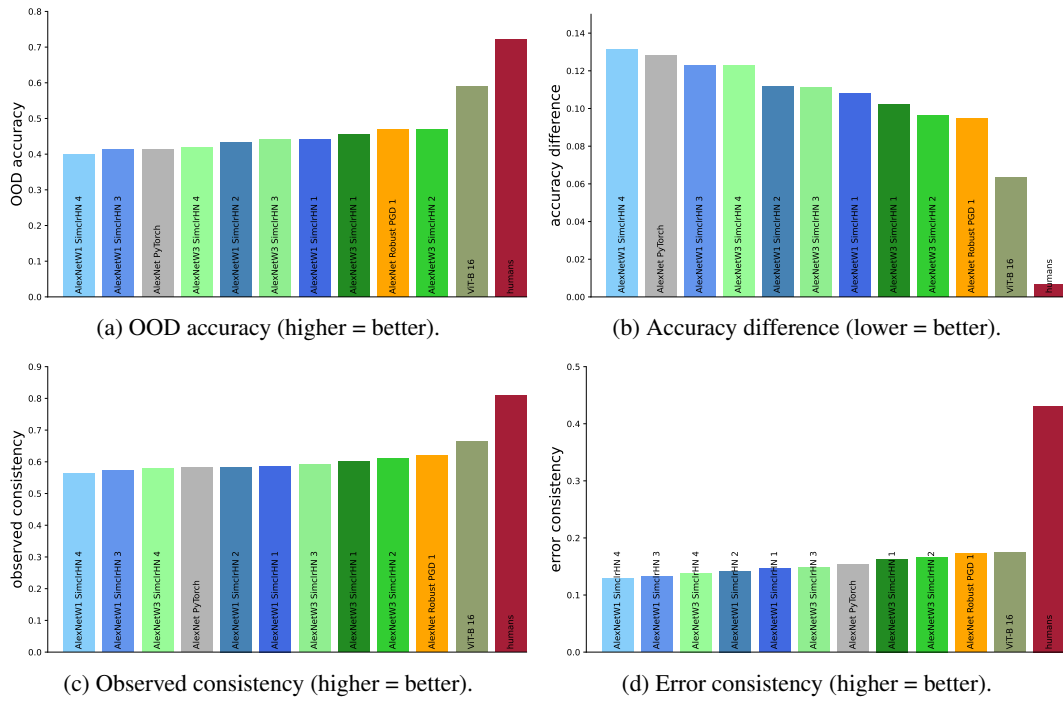 0.8
0.7
0.6
0.5
0.4
0.3
0.2
0.1
0.0
OOD accuracy
AlexNetW1 SimclrHN 4
AlexNetW1 SimclrHN 3
AlexNet PyTorch
AlexNetW3 SimclrHN 4
AlexNetW1 SimclrHN 2
AlexNetW3 SimclrHN 3
AlexNetW1 SimclrHN 1
AlexNetW3 SimclrHN 1
AlexNet Robust PGD 1
AlexNetW3 SimclrHN 2
ViT-B 16
humans
(a) OOD accuracy (higher = better).
0.14
0.12
0.10
0.08
0.06
0.04
0.02
0.00
accuracy difference
AlexNetW1 SimclrHN 4
AlexNet PyTorch
AlexNetW1 SimclrHN 3
AlexNetW3 SimclrHN 4
AlexNetW1 SimclrHN 2
AlexNetW3 SimclrHN 3
AlexNetW1 SimclrHN 1
AlexNetW3 SimclrHN 1
AlexNetW3 SimclrHN 2
AlexNet Robust PGD 1
ViT-B 16
humans
(b) Accuracy difference (lower = better).
0.9
0.8
0.7
0.6
0.5
0.4
0.3
0.2
0.1
0.0
observed consistency
AlexNetW1 SimclrHN 4
AlexNetW1 SimclrHN 3
AlexNetW3 SimclrHN 4
AlexNet PyTorch
AlexNetW1 SimclrHN 2
AlexNetW1 SimclrHN 1
AlexNetW3 SimclrHN 3
AlexNetW3 SimclrHN 1
AlexNetW3 SimclrHN 2
AlexNet Robust PGD 1
ViT-B 16
humans
(c) Observed consistency (higher = better).
0.5
0.4
0.3
0.2
0.1
0.0
error consistency
AlexNetW1 SimclrHN 4
AlexNetW1 SimclrHN 3
AlexNetW3 SimclrHN 4
AlexNetW1 SimclrHN 2
AlexNetW1 SimclrHN 1
AlexNetW3 SimclrHN 3
AlexNet PyTorch
AlexNetW3 SimclrHN 1
AlexNetW3 SimclrHN 2
AlexNet Robust PGD 1
ViT-B 16
humans
(d) Error consistency (higher = better).